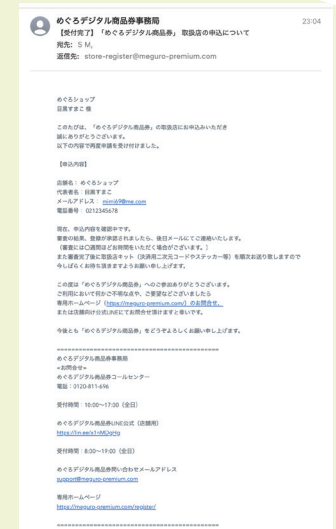 めぐろデジタル商品券事務局
23:04
【受付完了】「めぐろデジタル商品券」 取扱店の申込について
宛先: S M,
返信先: store-register@meguro-premium.com
めぐろショップ
目黒すまこ 様
このたびは、「めぐろデジタル商品券」の取扱店にお申込みいただき
誠にありがとうございます。
以下の内容で再度申請を受け付けました。
【申込内容】
店舗名: めぐろショップ
代表者名:目黒すまこ
メールアドレス: mimi69@me.com
電話番号: 0212345678
現在、申込内容を確認中です。
審査の結果、登録が承認されましたら、後日メールにてご連絡いたします。
(審査には〇週間ほどお時間をいただく場合がございます。)
また審査完了後に取扱店キット(決済用二次元コードやステッカー等)を順次お送り致しますので
今しばらくお待ち頂きますようお願い申し上げます。
この度は「めぐろデジタル商品券」へのご参加ありがとうございます。
ご利用において何かご不明な点や、ご要望などございましたら
専用ホームページ(https://meguro-premium.com/)のお問合せ、
または店舗向け公式LINEにてお問合せ頂けますと幸いです。
今後とも「めぐろデジタル商品券」をどうぞよろしくお願い申し上げます。
============================================
めぐろデジタル商品券事務局
=お問合せ=
めぐろデジタル商品券コールセンター
電話:0120-811-696
受付時間:10:00〜17:00(全日)
めぐろデジタル商品券LINE公式(店舗用)
https://lin.ee/x1nMOqHg
受付時間:8:00〜19:00(全日)
めぐろデジタル商品券問い合わせメールアドレス
support@meguro-premium.com
専用ホームページ
https://meguro-premium.com/register/
============================================